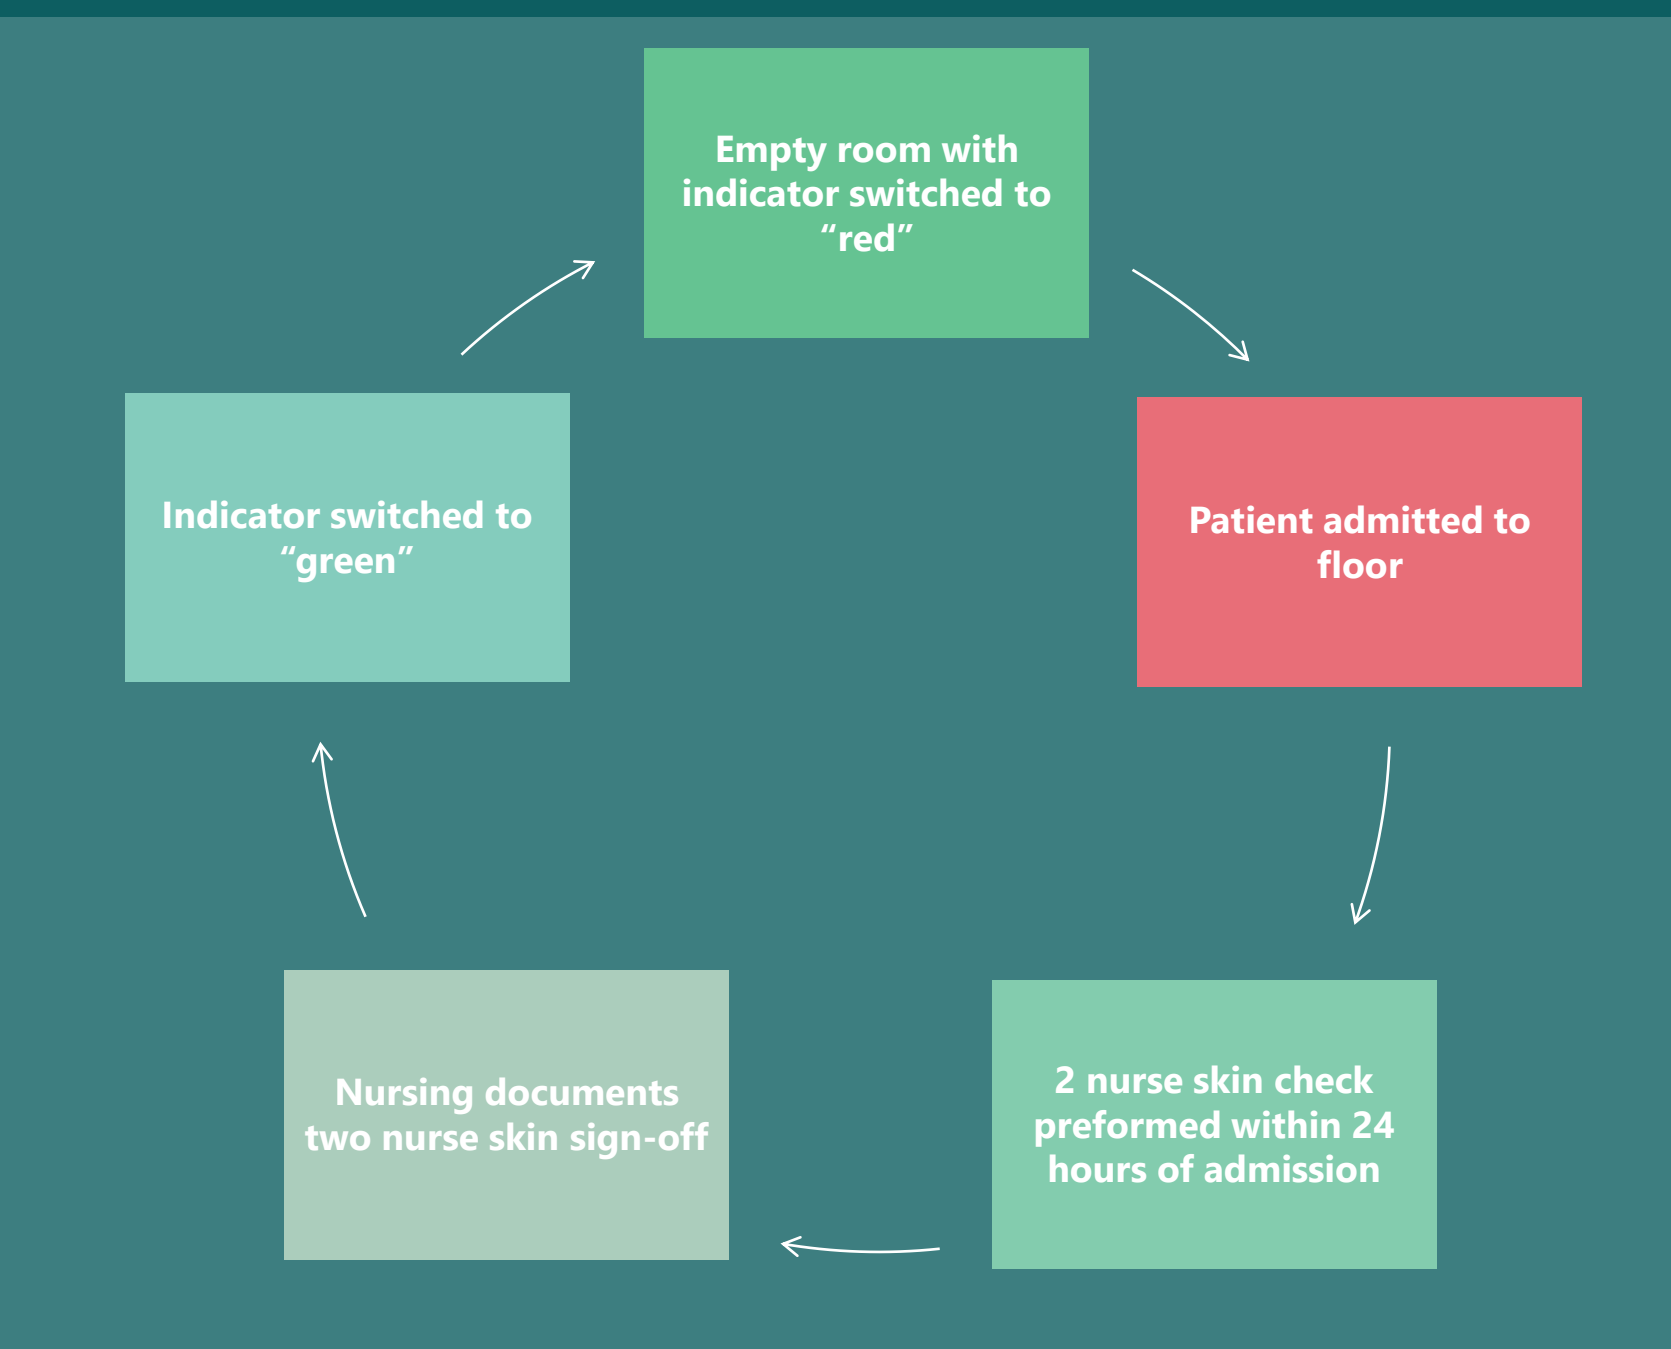 Empty room with
indicator switched to
“red”
Patient admitted to
floor
2 nurse skin check
preformed within 24
hours of admission
Nursing documents
two nurse skin sign-off
Indicator switched to
“green”